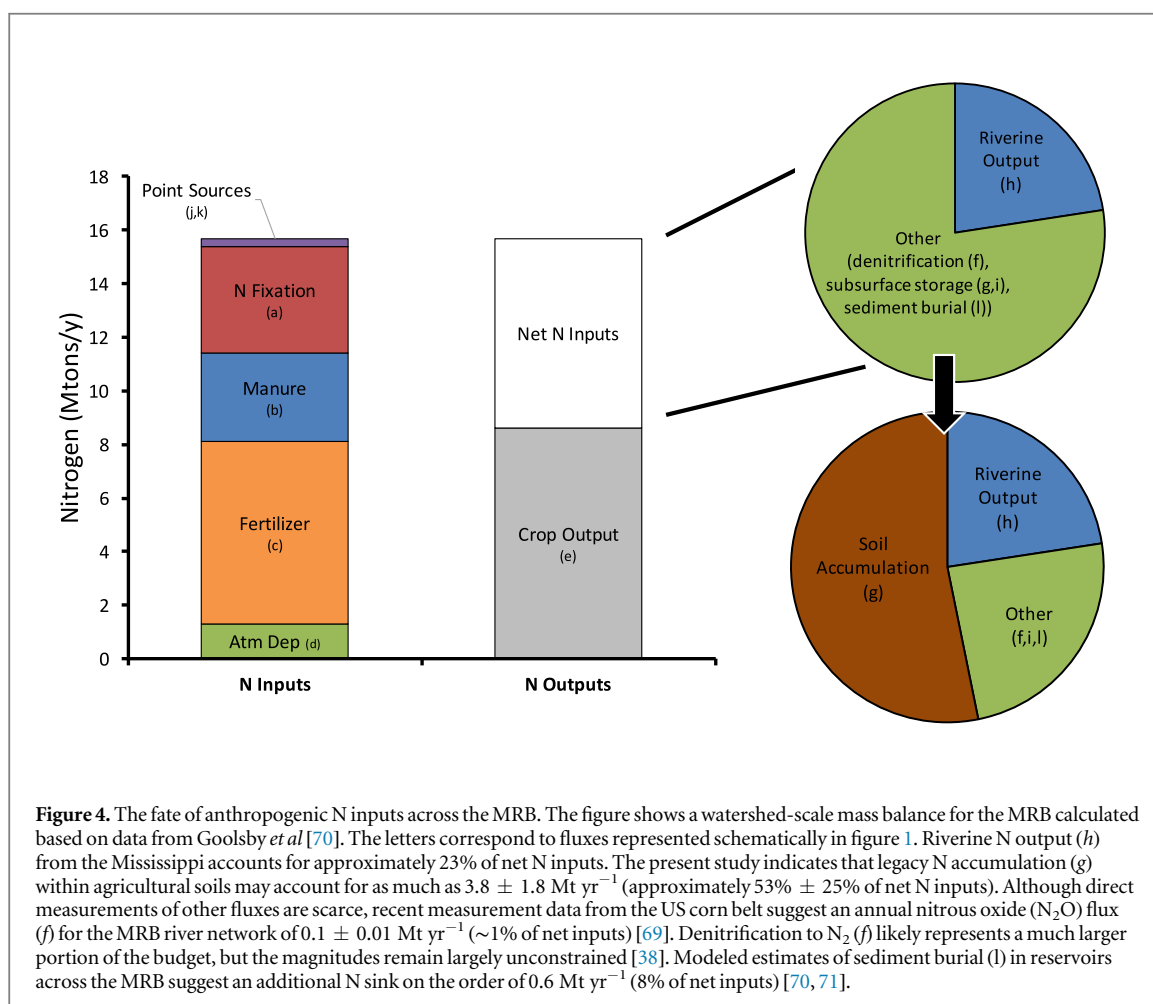 18
16
14
12
10
8
6
4
2
0
Nitrogen (Mtons/y)
Point Sources
(j,k)
N Fixation
(a)
Manure
(b)
Fertilizer
(c)
Atm Dep (d)
N Inputs
Net N Inputs
Crop Output
(e)
N Outputs
Riverine
Output
(h)
Other
(denitrification (f),
subsurface storage (g,i),
sediment burial (l))
Riverine
Output
(h)
Soil
Accumulation
(g)
Other
(f,i,l)
Figure 4. The fate of anthropogenic N inputs across the MRB. The figure shows a watershed-scale mass balance for the MRB calculated
based on data from Goolsby et al [70]. The letters correspond to fluxes represented schematically in figure 1. Riverine N output (h)
from the Mississippi accounts for approximately 23% of net N inputs. The present study indicates that legacy N accumulation (g)
within agricultural soils may account for as much as 3.8 ± 1.8 Mt yr⁻¹ (approximately 53% ± 25% of net N inputs). Although direct
measurements of other fluxes are scarce, recent measurement data from the US corn belt suggest an annual nitrous oxide (N₂O) flux
(f) for the MRB river network of 0.1 ± 0.01 Mt yr⁻¹ (~1% of net inputs) [69]. Denitrification to N₂ (f) likely represents a much larger
portion of the budget, but the magnitudes remain largely unconstrained [38]. Modeled estimates of sediment burial (l) in reservoirs
across the MRB suggest an additional N sink on the order of 0.6 Mt yr⁻¹ (8% of net inputs) [70, 71].